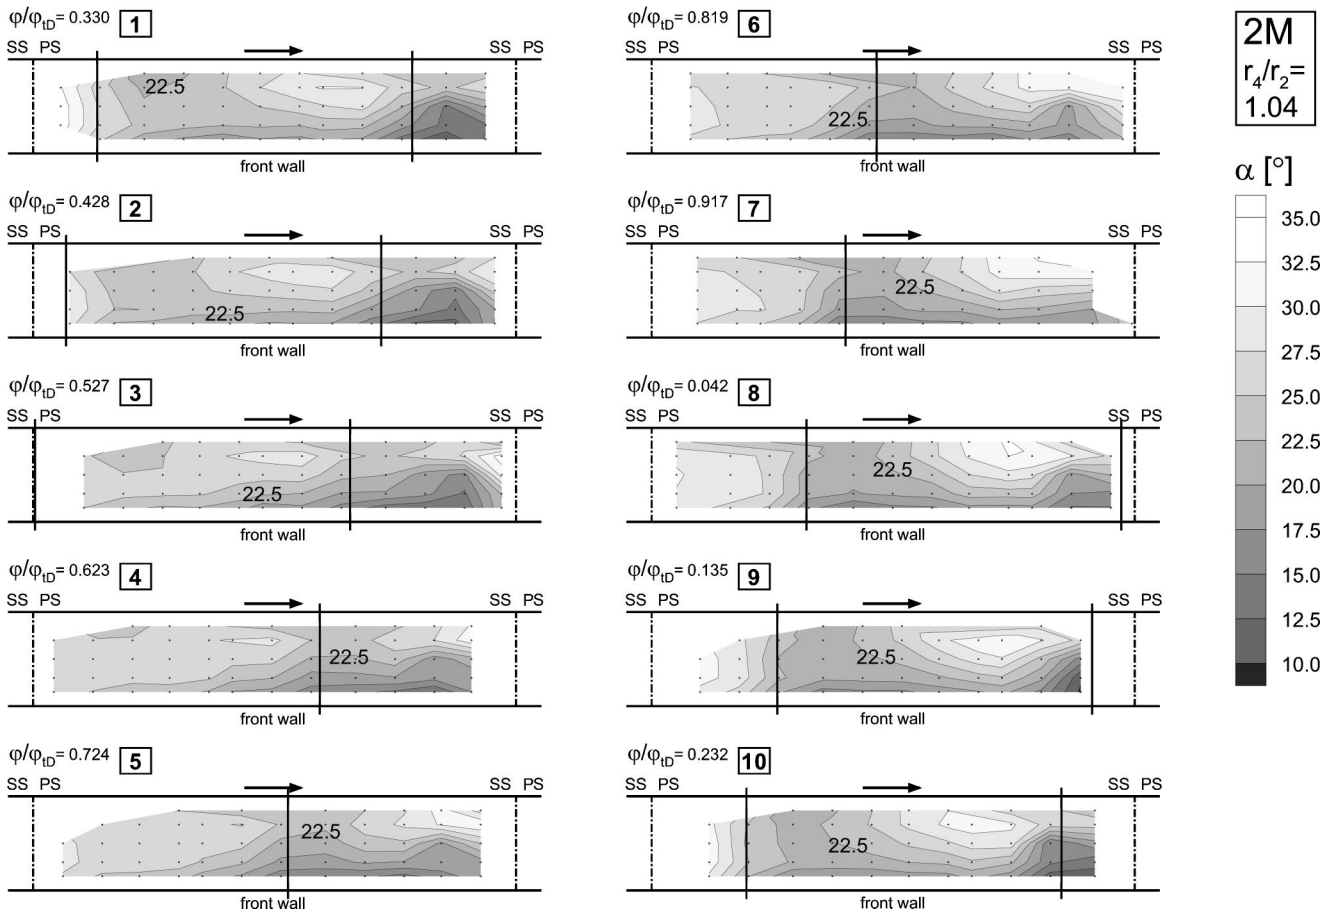 φ/φtD= 0.330 1
SS PS SS PS
22.5
front wall
φ/φtD= 0.428 2
SS PS SS PS
22.5
front wall
φ/φtD= 0.527 3
SS PS SS PS
22.5
front wall
φ/φtD= 0.623 4
SS PS SS PS
22.5
front wall
φ/φtD= 0.724 5
SS PS SS PS
22.5
front wall
φ/φtD= 0.819 6
SS PS SS PS
22.5
front wall
φ/φtD= 0.917 7
SS PS SS PS
22.5
front wall
φ/φtD= 0.042 8
SS PS SS PS
22.5
front wall
φ/φtD= 0.135 9
SS PS SS PS
22.5
front wall
φ/φtD= 0.232 10
SS PS SS PS
22.5
front wall
2M
r4/r2=
1.04
α [°]
35.0
32.5
30.0
27.5
25.0
22.5
20.0
17.5
15.0
12.5
10.0